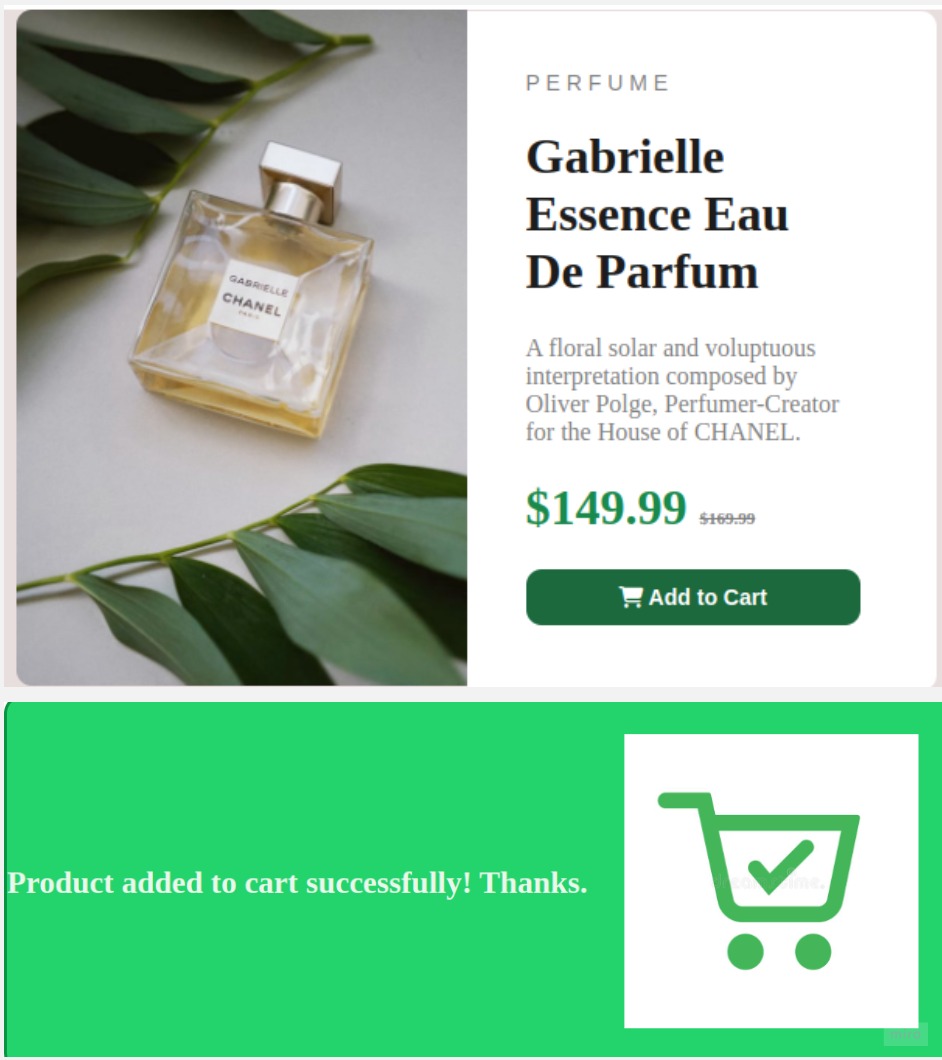 PERFUME
Gabrielle
Essence Eau
De Parfum
GABRIELLE
CHANEL
PARIS
A floral solar and voluptuous
interpretation composed by
Oliver Polge, Perfumer-Creator
for the House of CHANEL.
$149.99 $169.99
Add to Cart
Product added to cart successfully! Thanks.